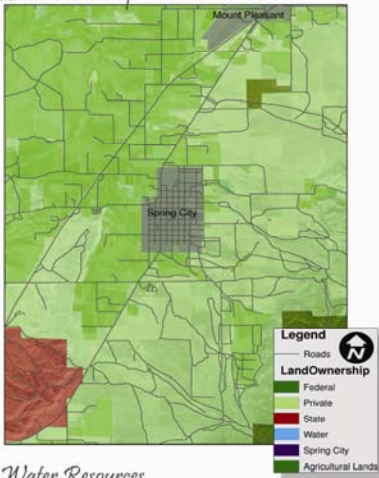 Mount Pleasant
Spring City
Legend
Roads
LandOwnership
Federal
Private
State
Water
Spring City
Agricultural Lands
Water Resources